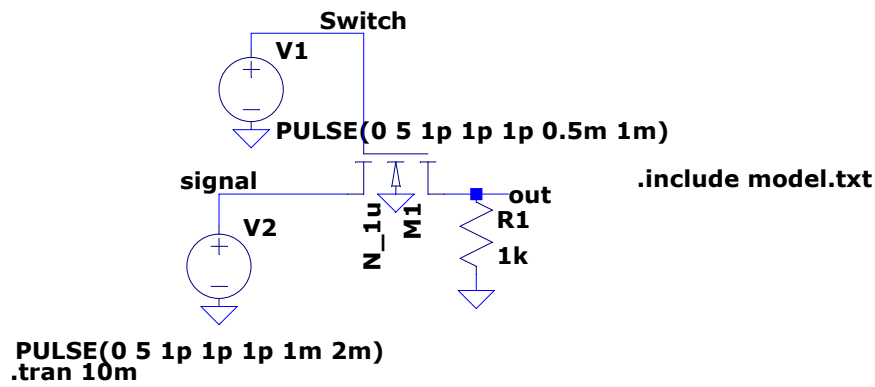 Switch
V1
PULSE(0 5 1p 1p 1p 0.5m 1m)
signal
.include model.txt
out
N_1u
M1
R1
V2
1k
PULSE(0 5 1p 1p 1p 1m 2m)
.tran 10m